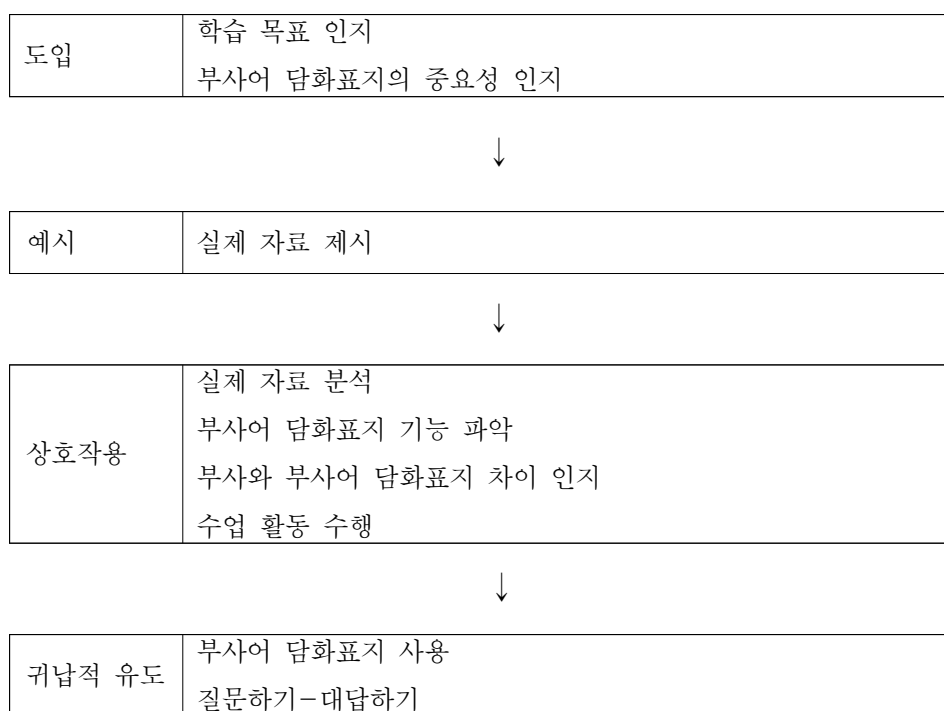 도입
학습 목표 인지
부사어 담화표지의 중요성 인지
↓
예시
실제 자료 제시
↓
상호작용
실제 자료 분석
부사어 담화표지 기능 파악
부사와 부사어 담화표지 차이 인지
수업 활동 수행
↓
귀납적 유도
부사어 담화표지 사용
질문하기-대답하기